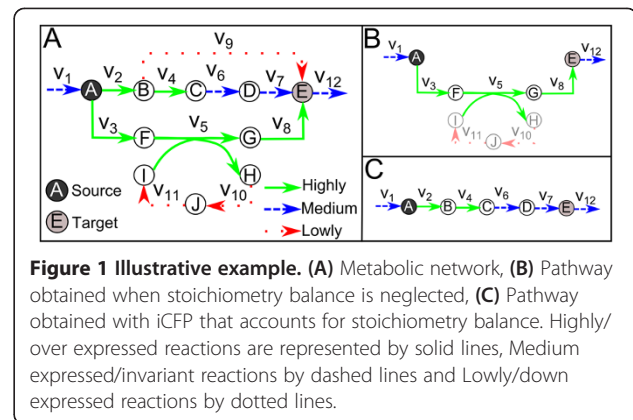 A
v9
v1 v2 v4 v6 v7 v12
A B C D E
v3 v5 v8
F G
I H
v11 J v10
A Source
E Target
Highly
Medium
Lowly
B
v1 A E v12
v3 v5 v8
F G
I H
v11 J v10
C
v1 v2 v4 v6 v7 v12
A B C D E
Figure 1 Illustrative example. (A) Metabolic network, (B) Pathway
obtained when stoichiometry balance is neglected, (C) Pathway
obtained with iCFP that accounts for stoichiometry balance. Highly/
over expressed reactions are represented by solid lines, Medium
expressed/invariant reactions by dashed lines and Lowly/down
expressed reactions by dotted lines.